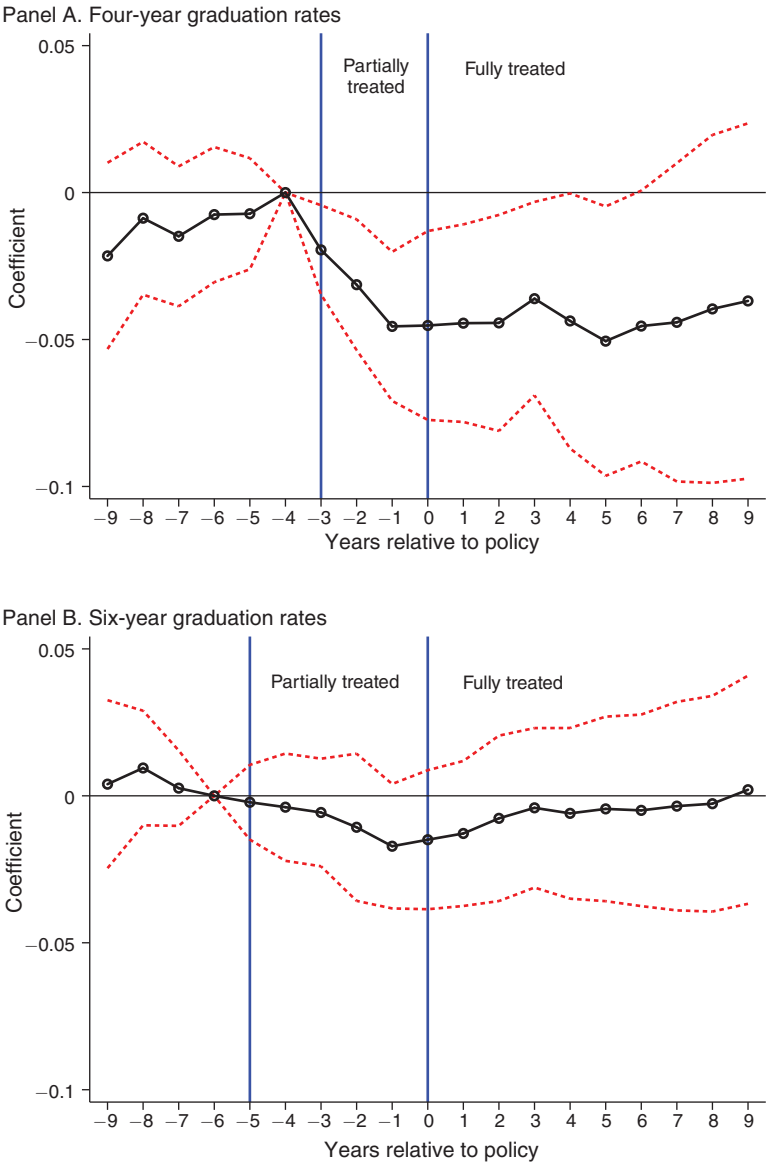 Panel A. Four-year graduation rates
0.05
Partially
treated
Fully treated
0
−0.05
−0.1
Coefficient
−9 −8 −7 −6 −5 −4 −3 −2 −1 0 1 2 3 4 5 6 7 8 9
Years relative to policy
Panel B. Six-year graduation rates
0.05
Partially treated
Fully treated
0
−0.05
−0.1
Coefficient
−9 −8 −7 −6 −5 −4 −3 −2 −1 0 1 2 3 4 5 6 7 8 9
Years relative to policy